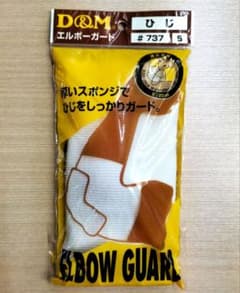 D&M
ひじ
エルボーガード
#737
S
厚いスポンジで
ひじをしっかりガード。
ELBOW GUARD